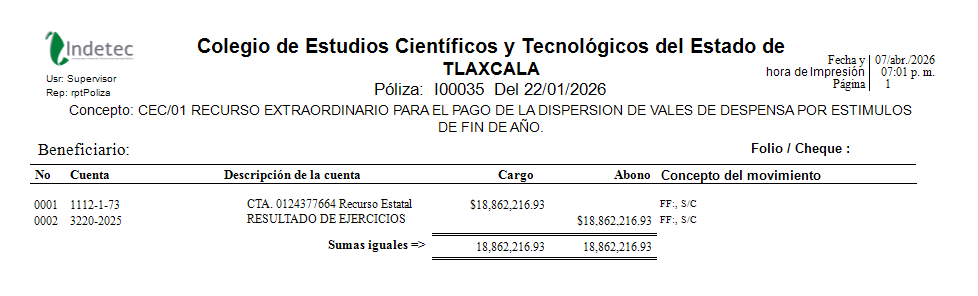 Indetec
Colegio de Estudios Científicos y Tecnológicos del Estado de
TLAXCALA
Usr: Supervisor
Rep: rptPoliza
Póliza: I00035 Del 22/01/2026
Fecha y 07/abr./2026
hora de Impresión 07:01 p. m.
Página 1
Concepto: CEC/01 RECURSO EXTRAORDINARIO PARA EL PAGO DE LA DISPERSION DE VALES DE DESPENSA POR ESTIMULOS
DE FIN DE AÑO.
Beneficiario:
Folio / Cheque :
No Cuenta Descripción de la cuenta Cargo Abono Concepto del movimiento
0001 1112-1-73 CTA. 0124377664 Recurso Estatal $18,862,216.93 FF:, S/C
0002 3220-2025 RESULTADO DE EJERCICIOS $18,862,216.93 FF:, S/C
Sumas iguales => 18,862,216.93 18,862,216.93